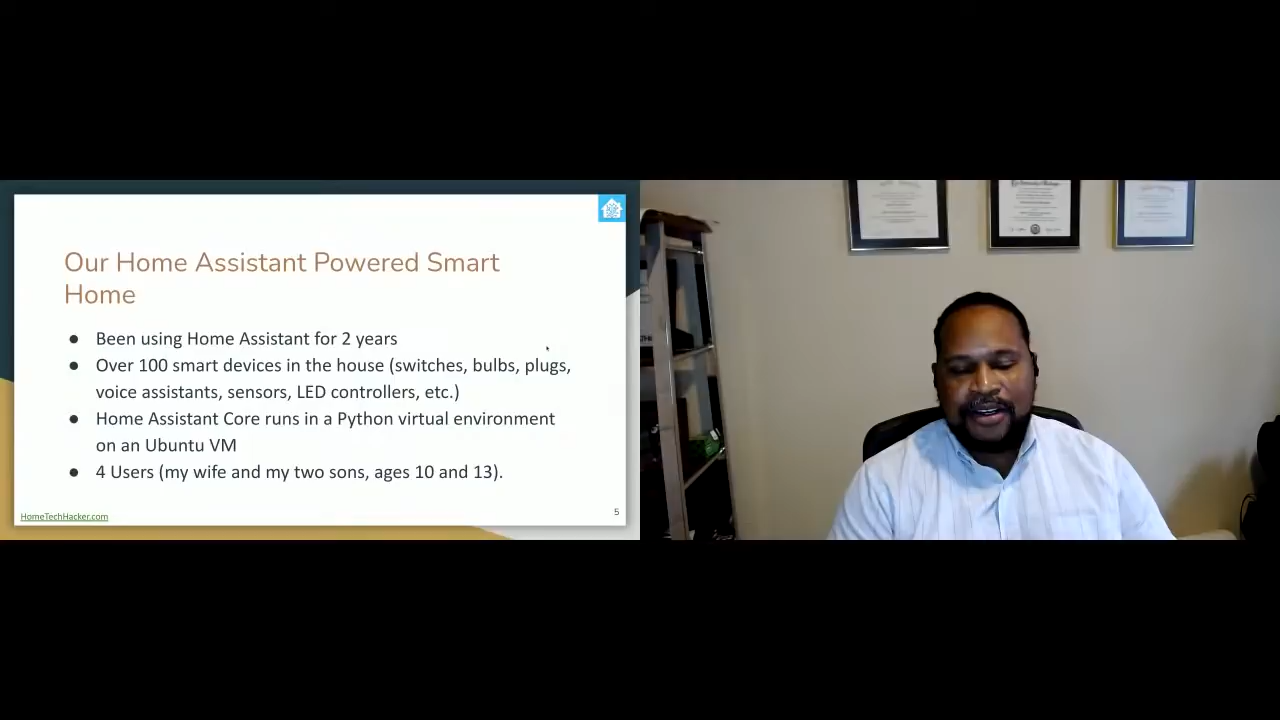 Our Home Assistant Powered Smart
Home
● Been using Home Assistant for 2 years
● Over 100 smart devices in the house (switches, bulbs, plugs,
voice assistants, sensors, LED controllers, etc.)
● Home Assistant Core runs in a Python virtual environment
on an Ubuntu VM
● 4 Users (my wife and my two sons, ages 10 and 13).
HomeTechHacker.com
5